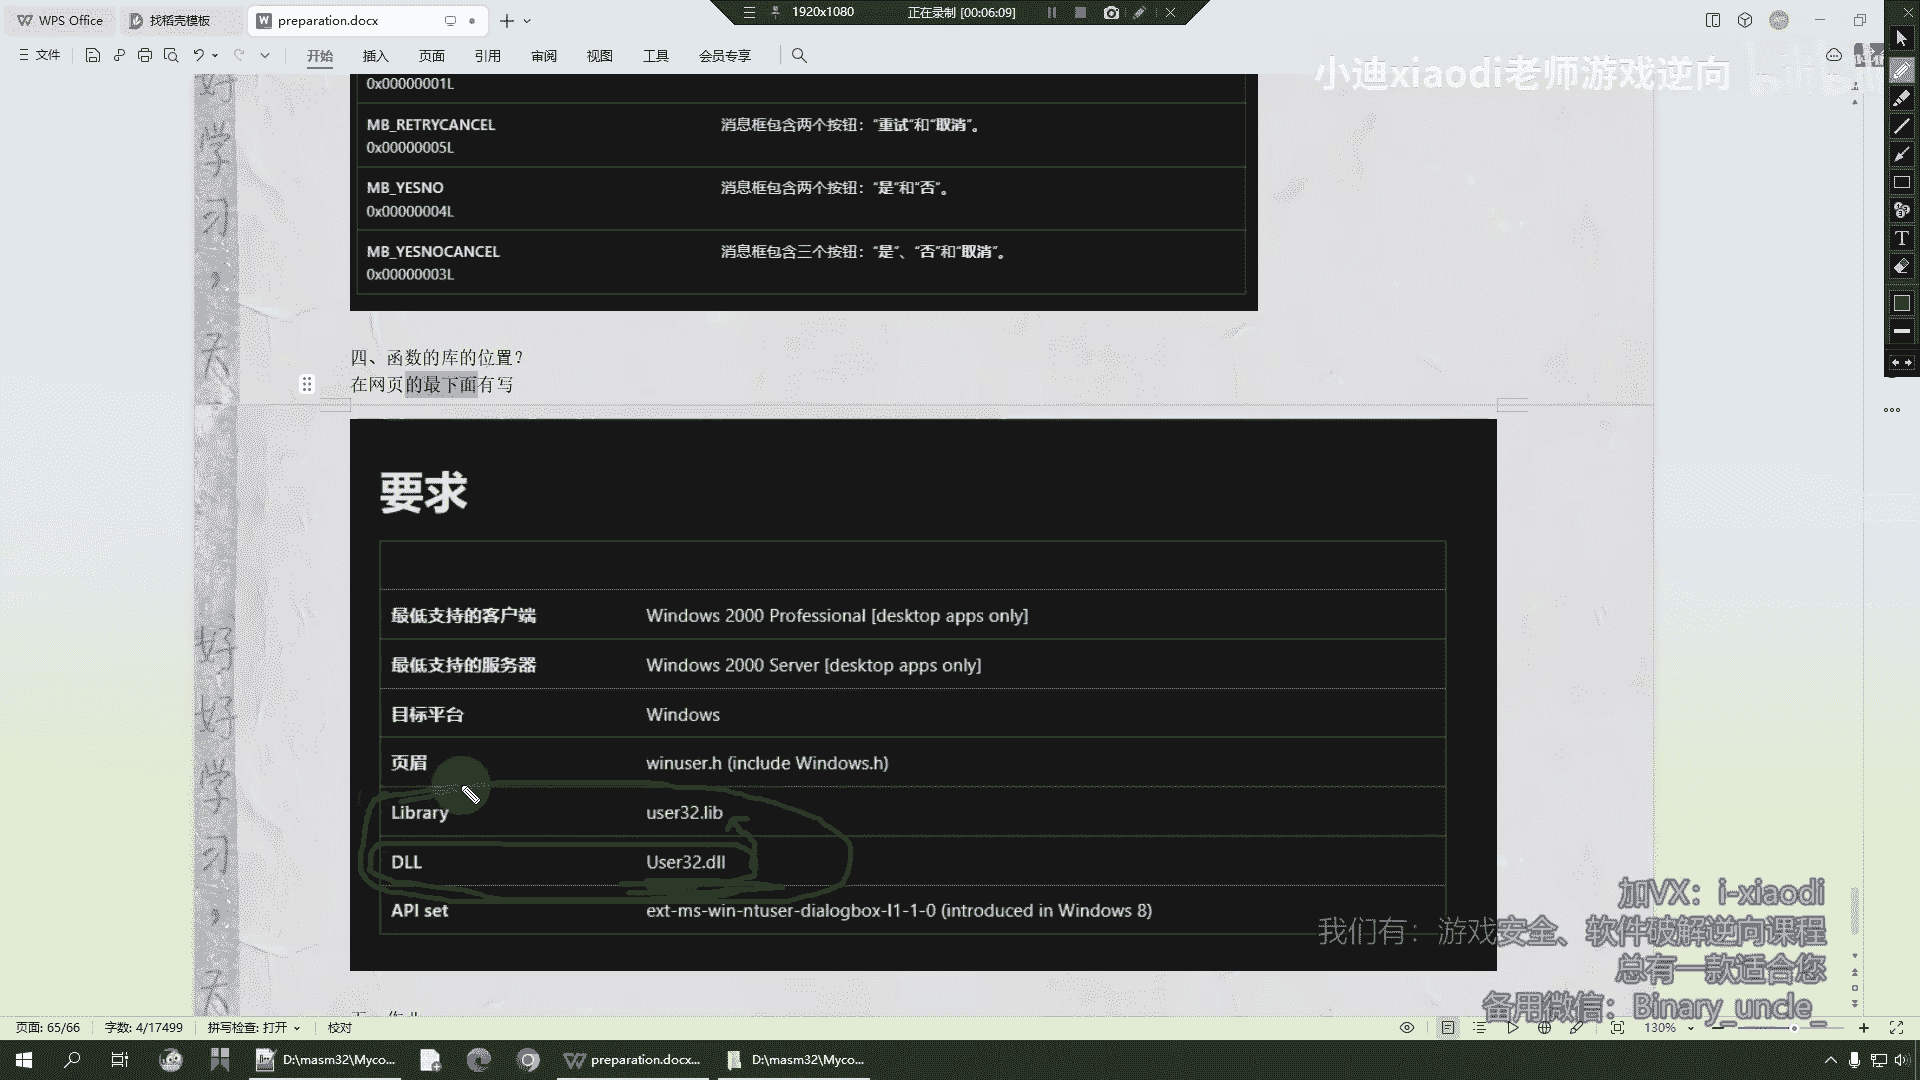 WPS Office
找稻壳模板
preparation.docx
1920x1080
正在录制 [00:06:09]
文件
开始
插入
页面
引用
审阅
视图
工具
会员专享
小迪xiaodi老师游戏逆向
0x00000001L
MB_RETRYCANCEL
消息框包含两个按钮：“重试”和“取消”。
0x00000005L
MB_YESNO
消息框包含两个按钮：“是”和“否”。
0x00000004L
MB_YESNOCANCEL
消息框包含三个按钮：“是”、“否”和“取消”。
0x00000003L
四、函数的库的位置？
在网页的最下面有写
要求
最低支持的客户端
Windows 2000 Professional [desktop apps only]
最低支持的服务器
Windows 2000 Server [desktop apps only]
目标平台
Windows
页眉
winuser.h (include Windows.h)
Library
user32.lib
DLL
User32.dll
API set
ext-ms-win-ntuser-dialogbox-l1-1-0 (introduced in Windows 8)
好
学
习
，
天
好
好
学
习
，
天
加VX：i-xiaodi
我们有：游戏安全、软件破解逆向课程
总有一款适合您
备用微信：Binary_uncle_
页面: 65/66
字数: 4/17499
拼写检查: 打开
校对
130%
D:\masm32\Myco...
preparation.docx...
D:\masm32\Myco...